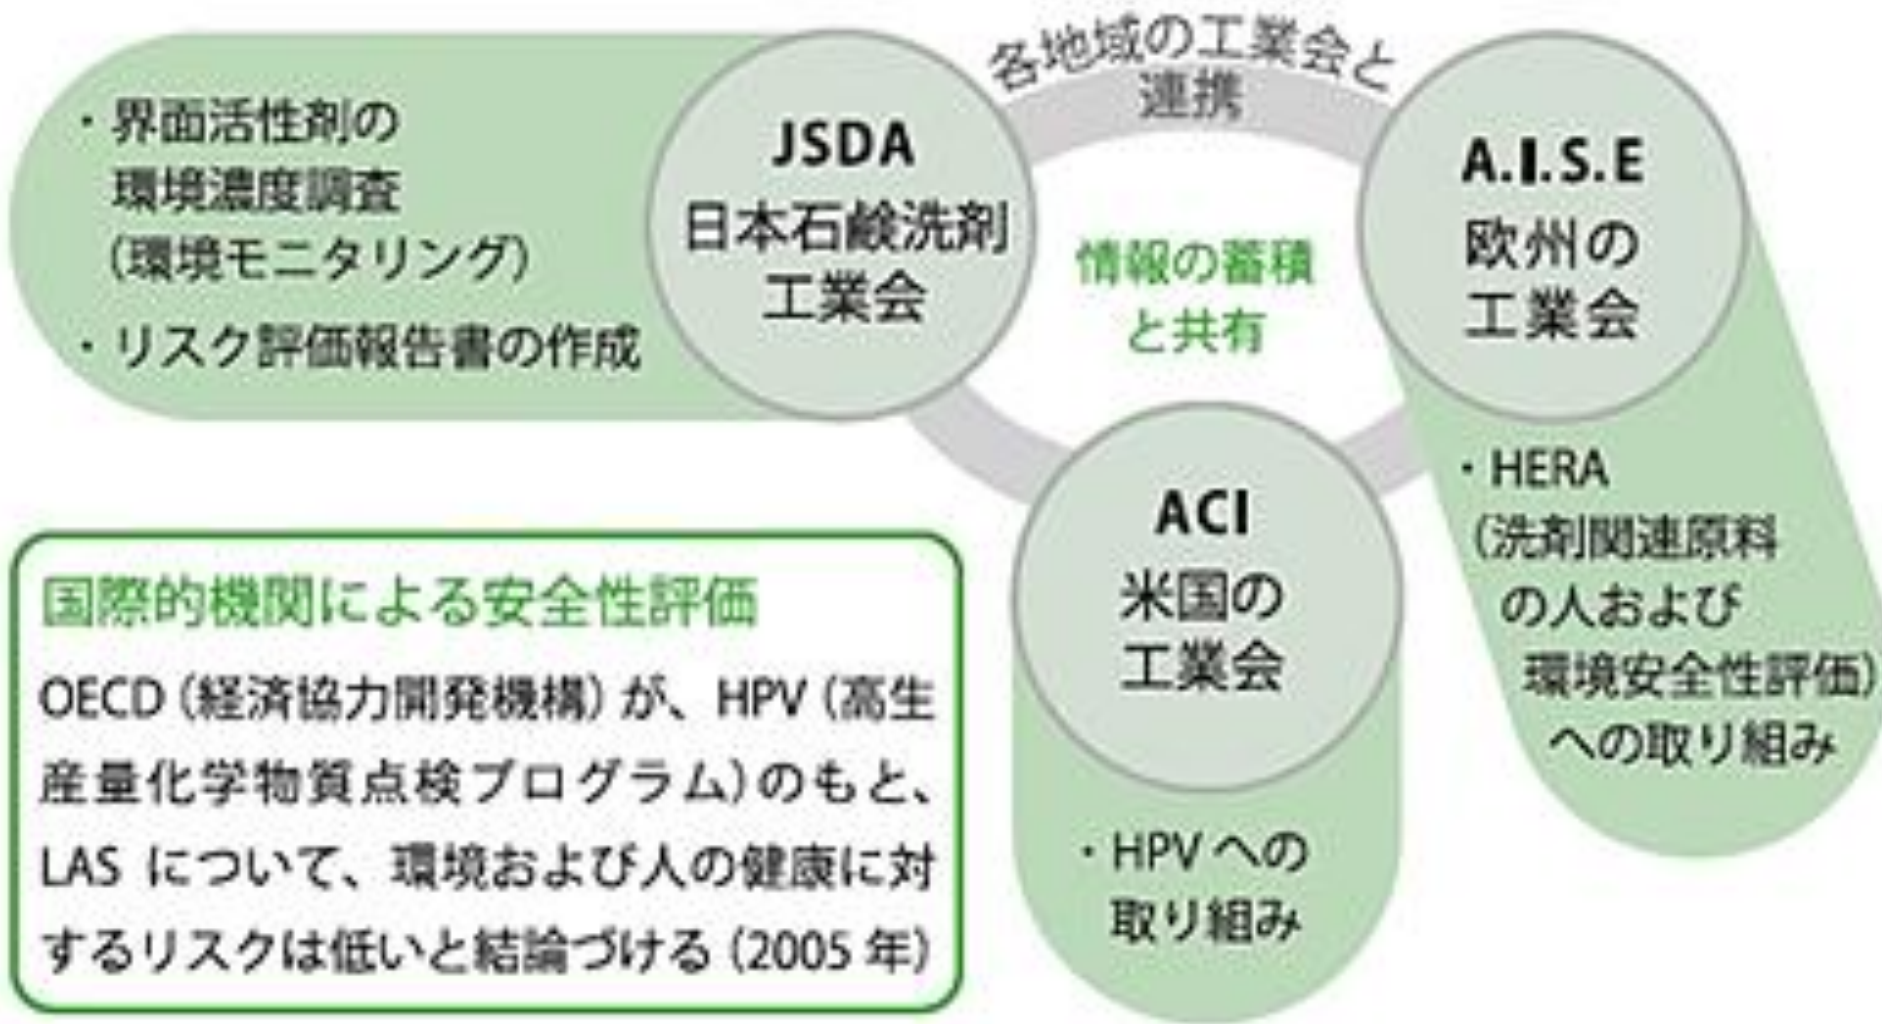 各地域の工業会と
連携
・界面活性剤の
環境濃度調査
(環境モニタリング)
・リスク評価報告書の作成
JSDA
日本石鹸洗剤
工業会
情報の蓄積
と共有
A.I.S.E
欧州の
工業会
・HERA
(洗剤関連原料
の人および
環境安全性評価)
への取り組み
ACI
米国の
工業会
・HPVへの
取り組み
国際的機関による安全性評価
OECD(経済協力開発機構)が、HPV(高生
産量化学物質点検プログラム)のもと、
LAS について、環境および人の健康に対
するリスクは低いと結論づける(2005年)